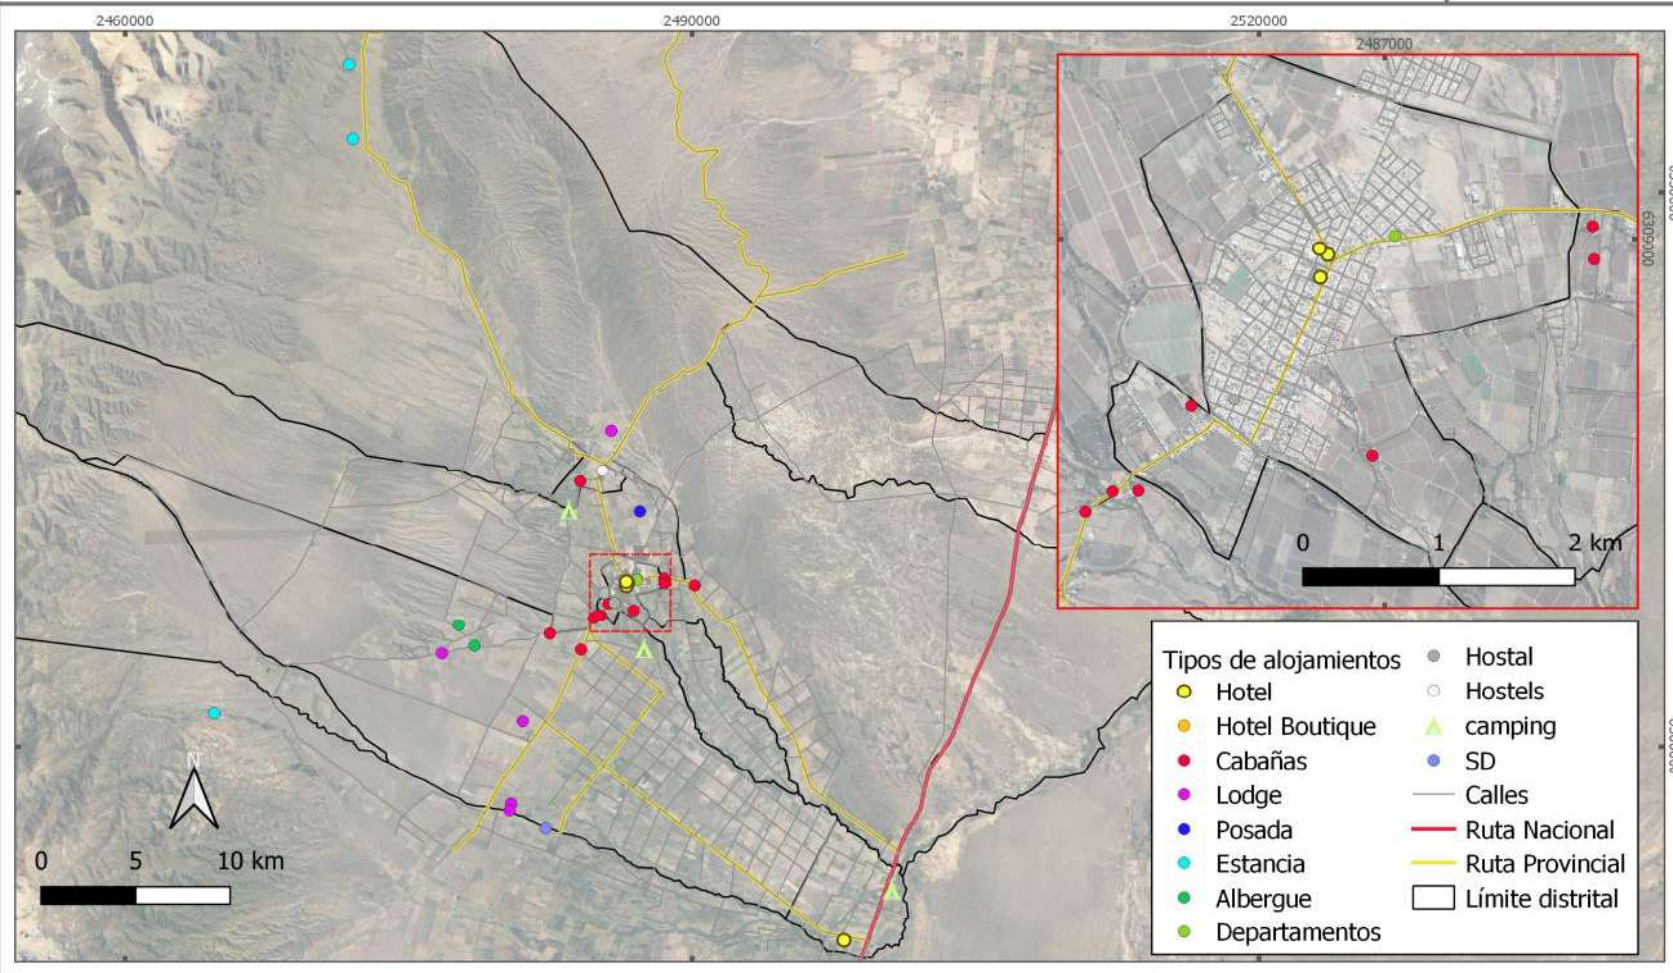 2460000
2490000
2520000
2487000
6309000
0
1
2 km
N
0
5
10 km
Tipos de alojamientos
Hotel
Hotel Boutique
Cabañas
Lodge
Posada
Estancia
Albergue
Departamentos
Hostal
Hostels
camping
SD
Calles
Ruta Nacional
Ruta Provincial
Límite distrital